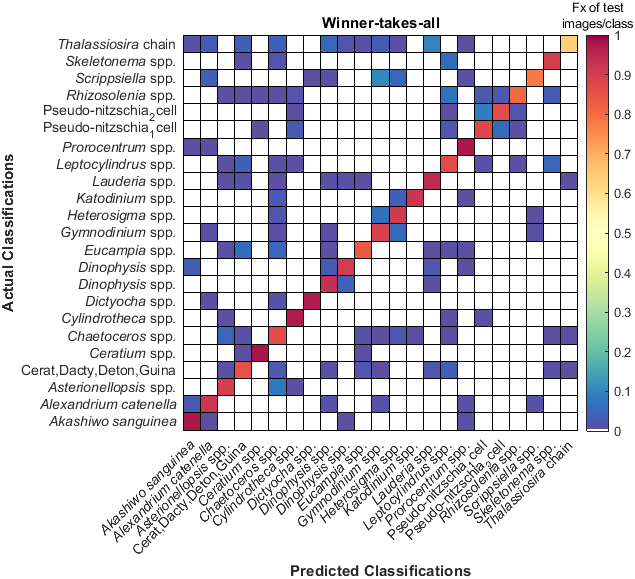 Winner-takes-all
Fx of test
images/class
Actual Classifications
Thalassiosira chain
Skeletonema spp.
Scrippsiella spp.
Rhizosolenia spp.
Pseudo-nitzschia2cell
Pseudo-nitzschia1cell
Prorocentrum spp.
Leptocylindrus spp.
Lauderia spp.
Katodinium spp.
Heterosigma spp.
Gymnodinium spp.
Eucampia spp.
Dinophysis spp.
Dinophysis spp.
Dictyocha spp.
Cylindrotheca spp.
Chaetoceros spp.
Ceratium spp.
Cerat,Dacty,Deton,Guina
Asterionellopsis spp.
Alexandrium catenella
Akashiwo sanguinea
1
0.9
0.8
0.7
0.6
0.5
0.4
0.3
0.2
0.1
0
Akashiwo sanguinea
Alexandrium catenella
Asterionellopsis spp.
Cerat,Dacty,Deton,Guina
Ceratium spp.
Chaetoceros spp.
Cylindrotheca spp.
Dictyocha spp.
Dinophysis spp.
Dinophysis spp.
Eucampia spp.
Gymnodinium spp.
Heterosigma spp.
Katodinium spp.
Lauderia spp.
Leptocylindrus spp.
Prorocentrum spp.
Pseudo-nitzschia1cell
Pseudo-nitzschia2cell
Rhizosolenia spp.
Scrippsiella spp.
Skeletonema spp.
Thalassiosira chain
Predicted Classifications